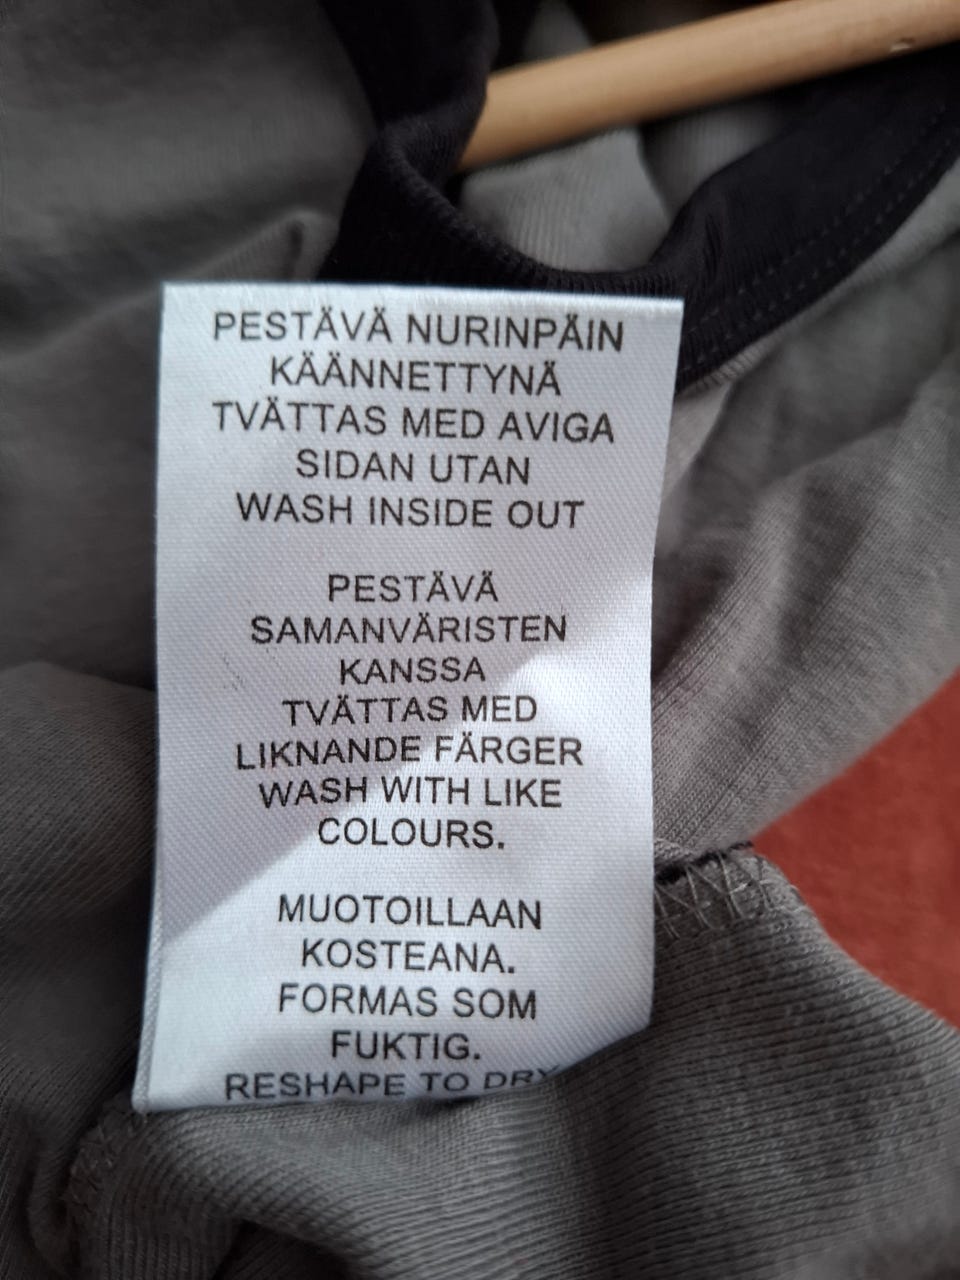 PESTÄVÄ NURINPÄIN
KÄÄNNETTYNÄ
TVÄTTAS MED AVIGA
SIDAN UTAN
WASH INSIDE OUT
PESTÄVÄ
SAMANVÄRISTEN
KANSSA
TVÄTTAS MED
LIKNANDE FÄRGER
WASH WITH LIKE
COLOURS.
MUOTOILLAAN
KOSTEANA.
FORMAS SOM
FUKTIG.
RESHAPE TO DRY